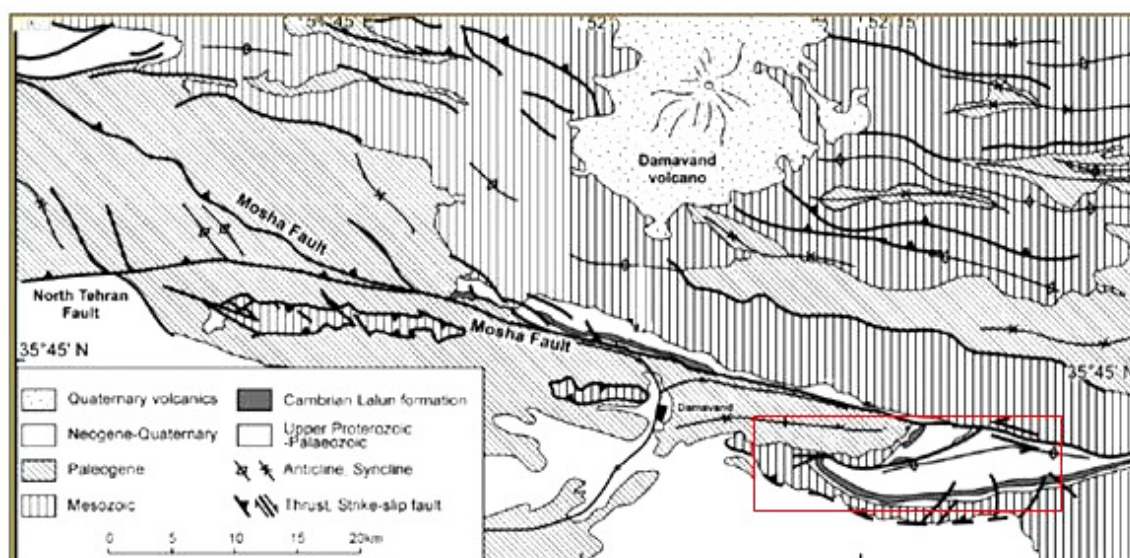 52
52 15
Damavand
volcano
Mosha Fault
North Tehran
Fault
Mosha Fault
35°45' N
35°45' N
Damavand
Quaternary volcanics
Cambrian Lalun formation
Neogene-Quaternary
Upper Proterozoic
-Palaeozoic
Paleogene
Anticline, Syncline
Mesozoic
Thrust, Strike-slip fault
0 5 10 15 20km